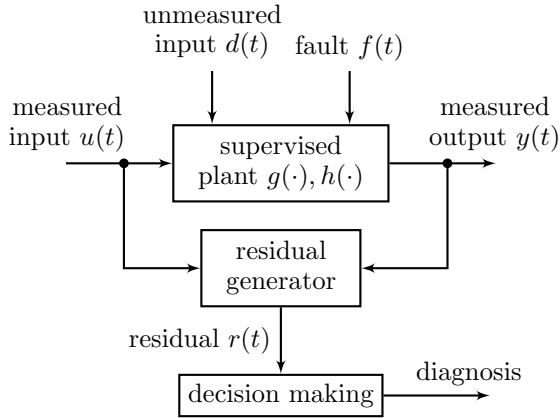 unmeasured
input d(t)
fault f(t)
measured
input u(t)
measured
output y(t)
supervised
plant g(·), h(·)
residual
generator
residual r(t)
diagnosis
decision making